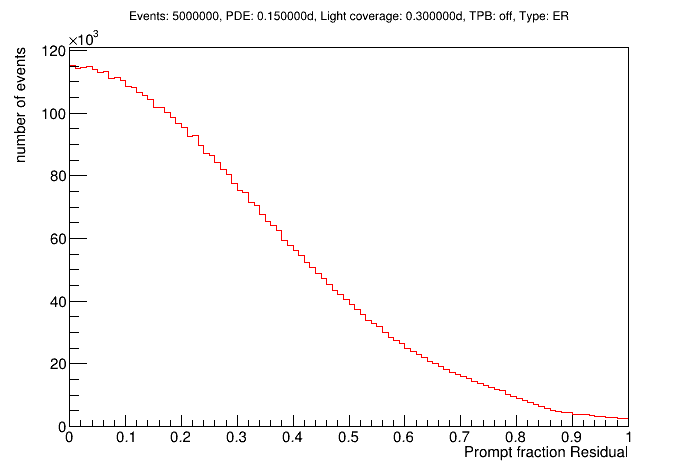 Events: 5000000, PDE: 0.150000d, Light coverage: 0.300000d, TPB: off, Type: ER
×10³
number of events
120
100
80
60
40
20
0
0 0.1 0.2 0.3 0.4 0.5 0.6 0.7 0.8 0.9 1
Prompt fraction Residual